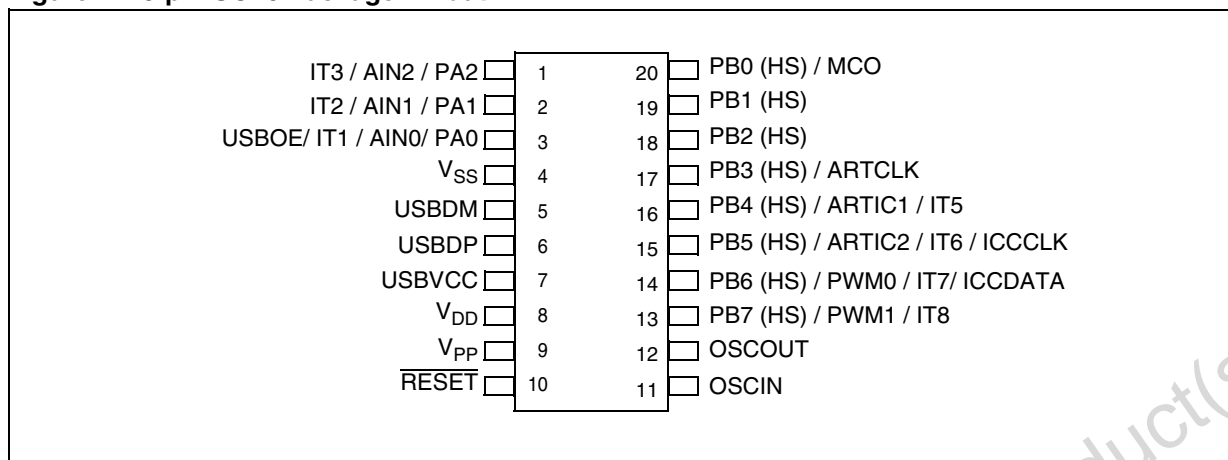 IT3 / AIN2 / PA2 1 20 PB0 (HS) / MCO
IT2 / AIN1 / PA1 2 19 PB1 (HS)
USBOE/ IT1 / AIN0/ PA0 3 18 PB2 (HS)
VSS 4 17 PB3 (HS) / ARTCLK
USBDM 5 16 PB4 (HS) / ARTIC1 / IT5
USBDP 6 15 PB5 (HS) / ARTIC2 / IT6 / ICCCLK
USBVCC 7 14 PB6 (HS) / PWM0 / IT7/ ICCDATA
VDD 8 13 PB7 (HS) / PWM1 / IT8
VPP 9 12 OSCOUT
RESET 10 11 OSCIN